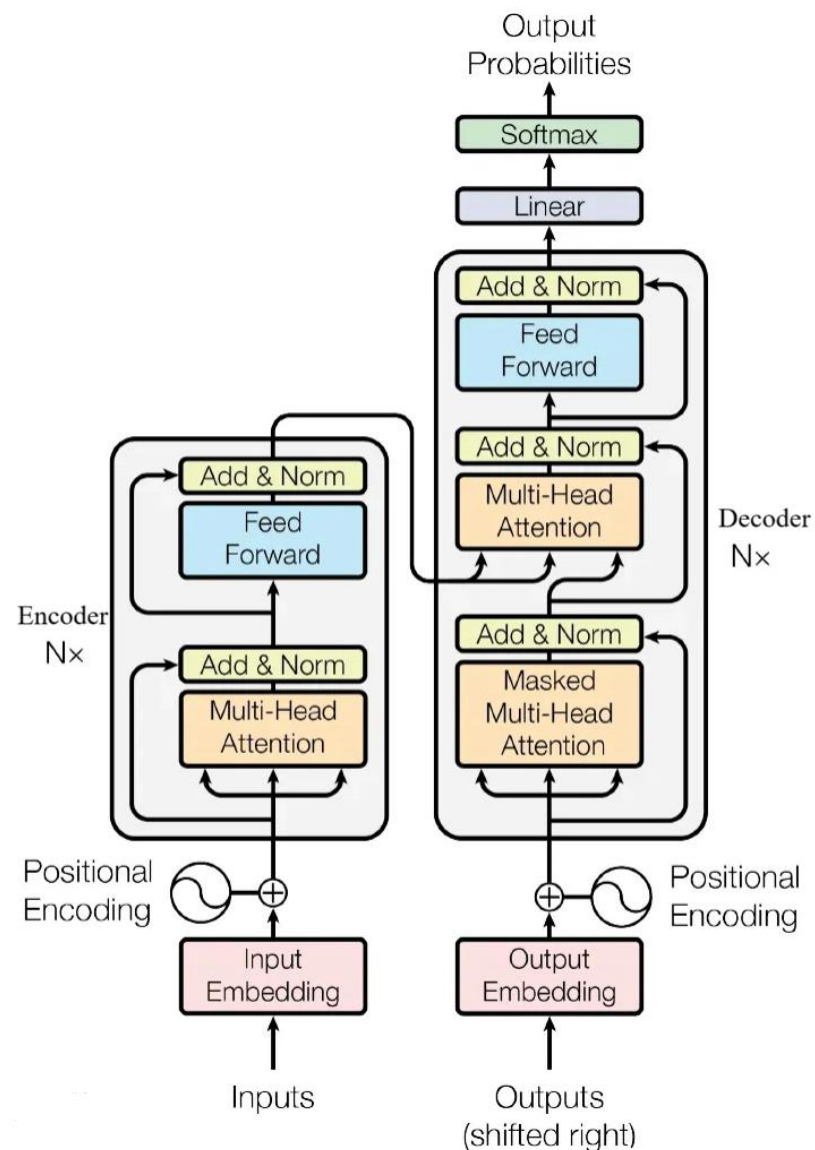 Output
Probabilities
Softmax
Linear
Add & Norm
Feed
Forward
Add & Norm
Multi-Head
Attention
Decoder
N×
Add & Norm
Masked
Multi-Head
Attention
Add & Norm
Feed
Forward
Encoder
N×
Add & Norm
Multi-Head
Attention
Positional
Encoding
Positional
Encoding
Input
Embedding
Output
Embedding
Inputs
Outputs
(shifted right)